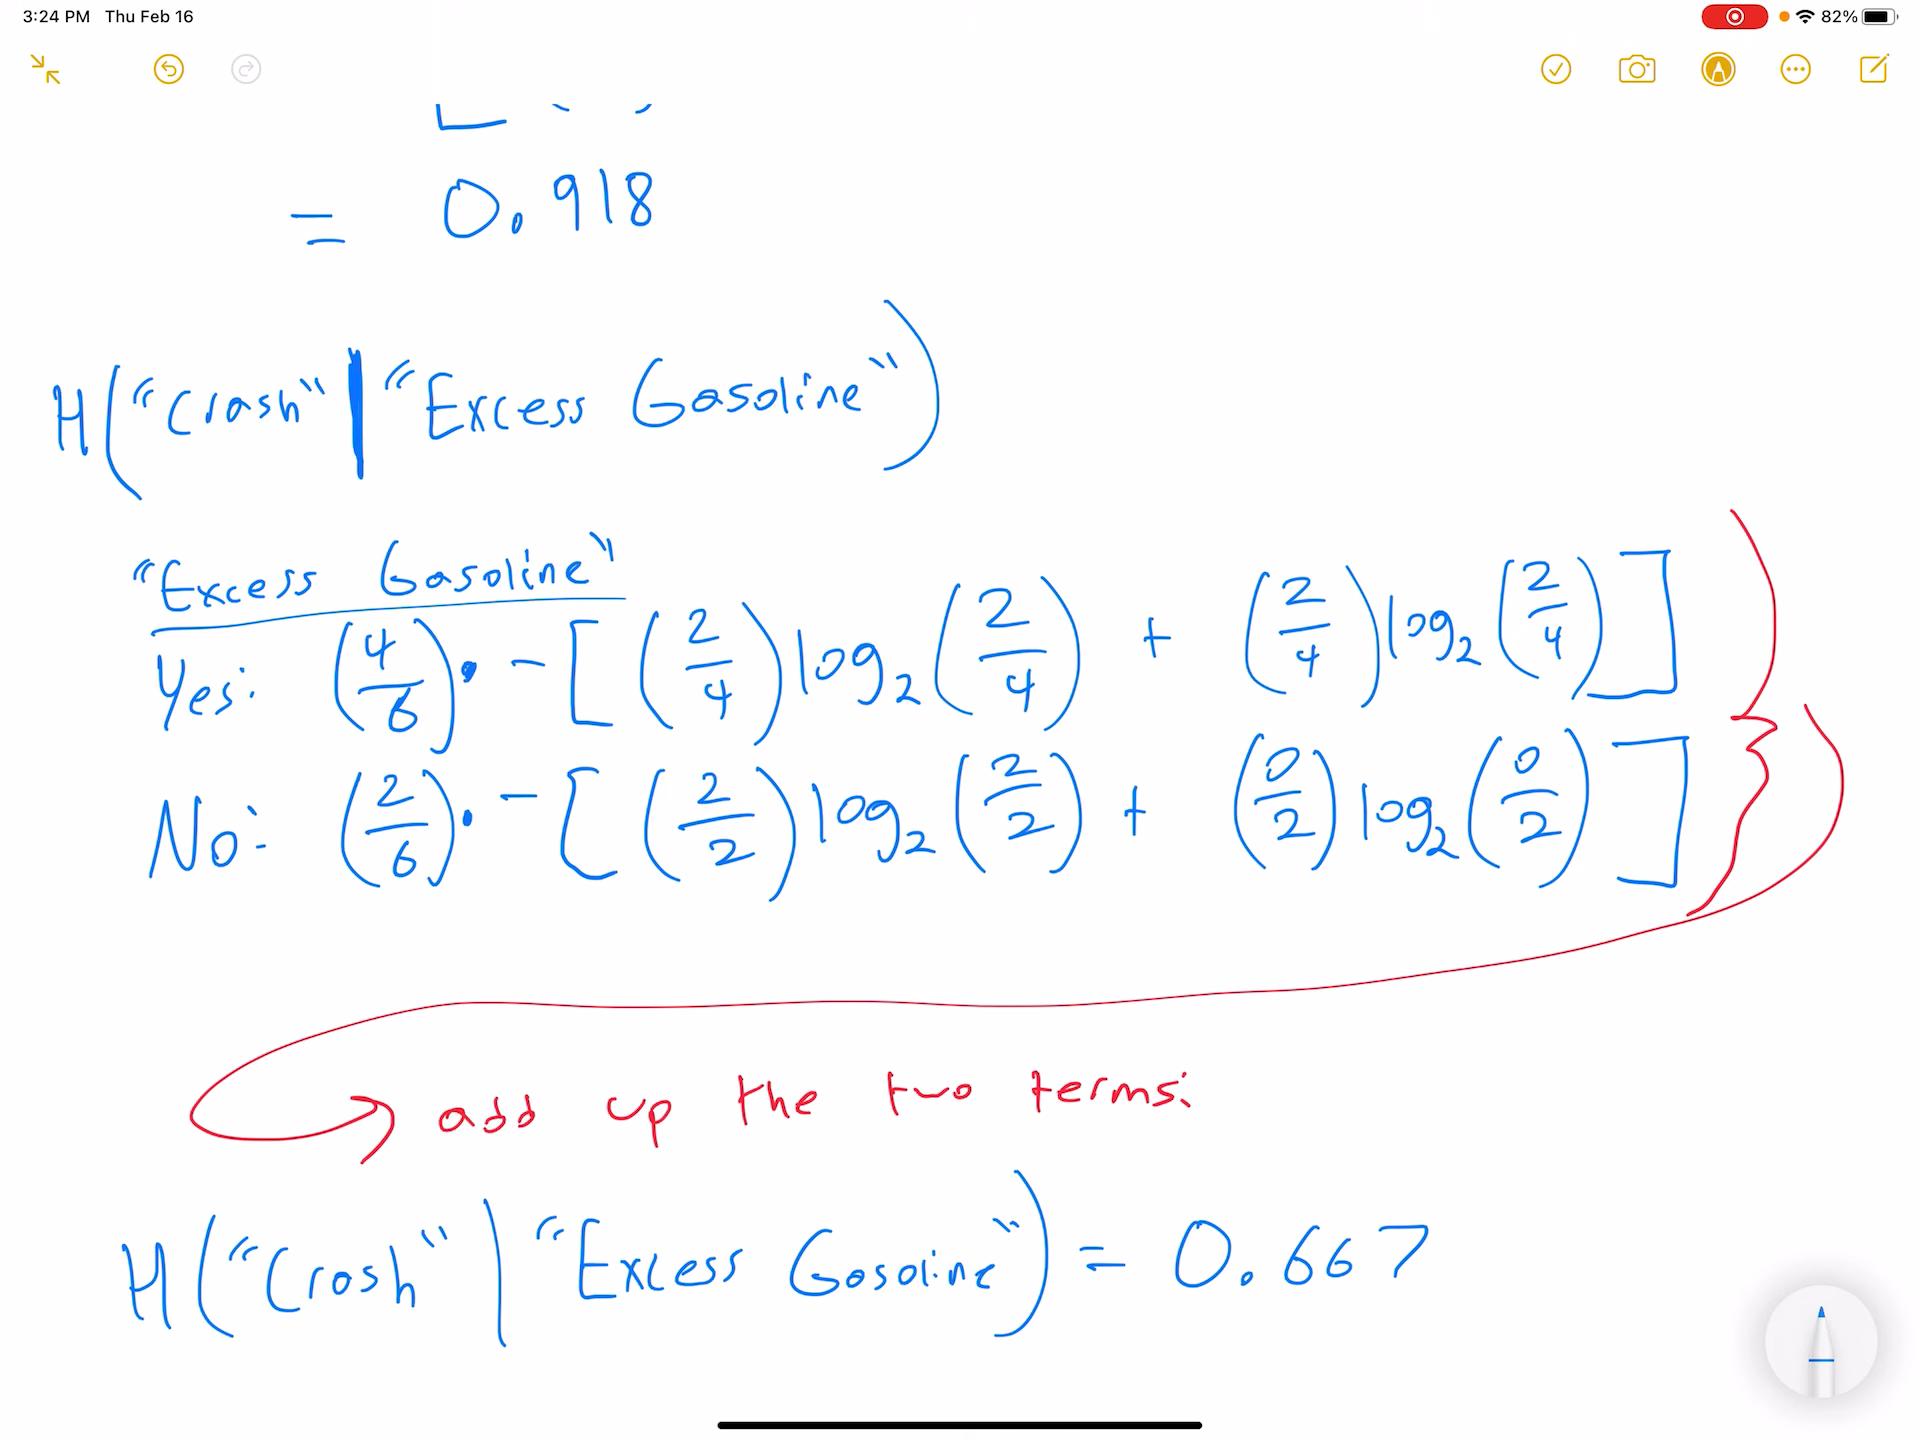 3:24 PM Thu Feb 16 82%
= 0.918
H("Crash" | "Excess Gasoline")
"Excess Gasoline"
Yes: (4/6) · - [(2/4) log₂ (2/4) + (2/4) log₂ (2/4)]
No: (2/6) · - [(2/2) log₂ (2/2) + (0/2) log₂ (0/2)]
add up the two terms:
H("Crash" | "Excess Gasoline") = 0.667